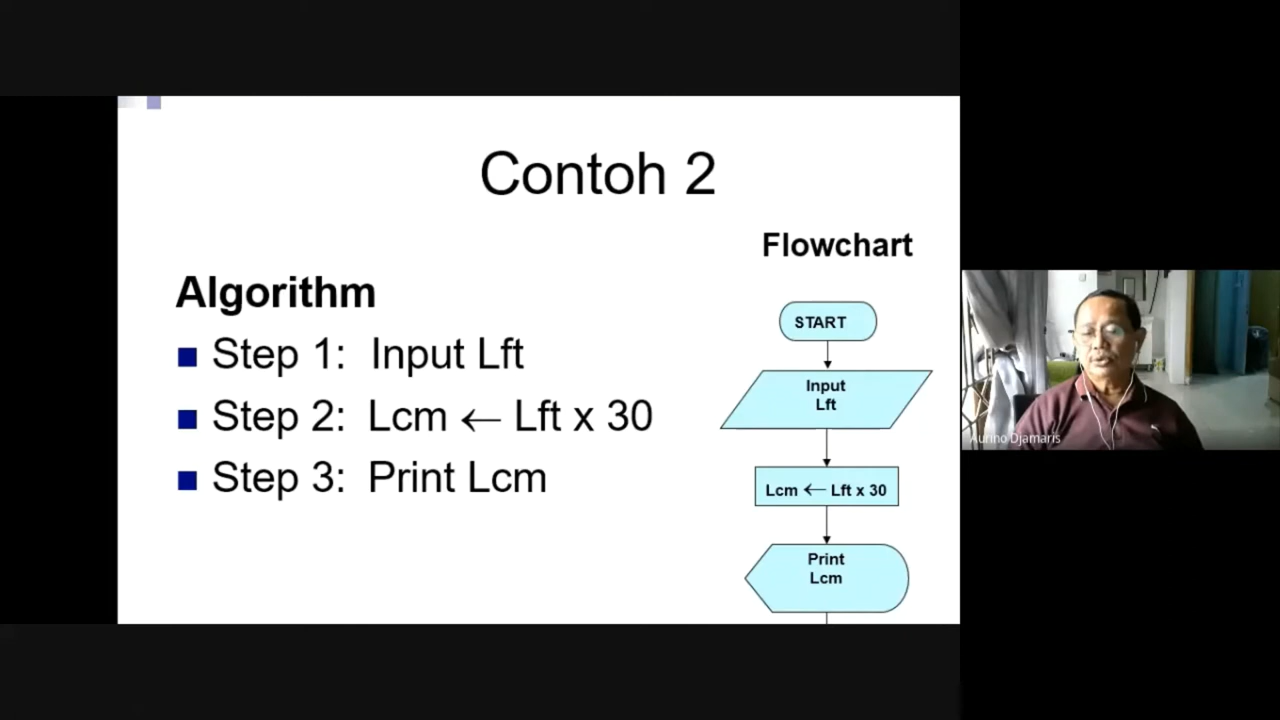 Contoh 2
Algorithm
Step 1: Input Lft
Step 2: Lcm ← Lft x 30
Step 3: Print Lcm
Flowchart
START
Input
Lft
Lcm ← Lft x 30
Print
Lcm
Aurino Djamaris